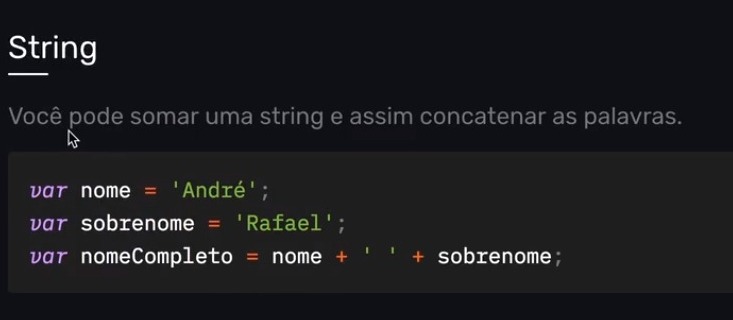 String
Você pode somar uma string e assim concatenar as palavras.
var nome = 'André';
var sobrenome = 'Rafael';
var nomeCompleto = nome + ' ' + sobrenome;